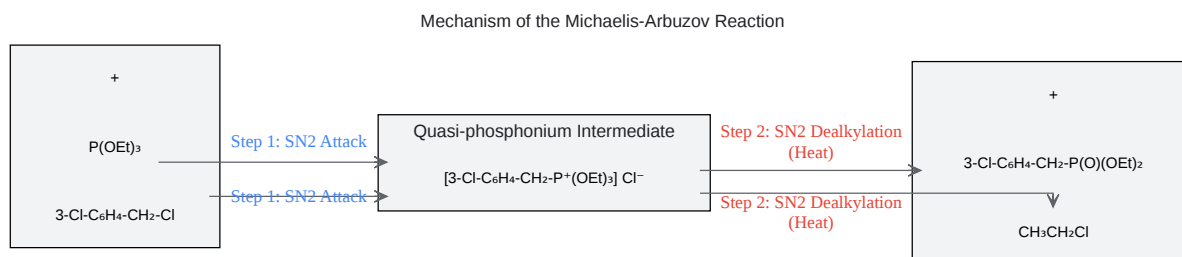 Mechanism of the Michaelis-Arbuzov Reaction
+
P(OEt)₃
3-Cl-C₆H₄-CH₂-Cl
Step 1: SN2 Attack
Step 1: SN2 Attack
Quasi-phosphonium Intermediate
[3-Cl-C₆H₄-CH₂-P⁺(OEt)₃] Cl⁻
Step 2: SN2 Dealkylation
(Heat)
Step 2: SN2 Dealkylation
(Heat)
+
3-Cl-C₆H₄-CH₂-P(O)(OEt)₂
CH₃CH₂Cl